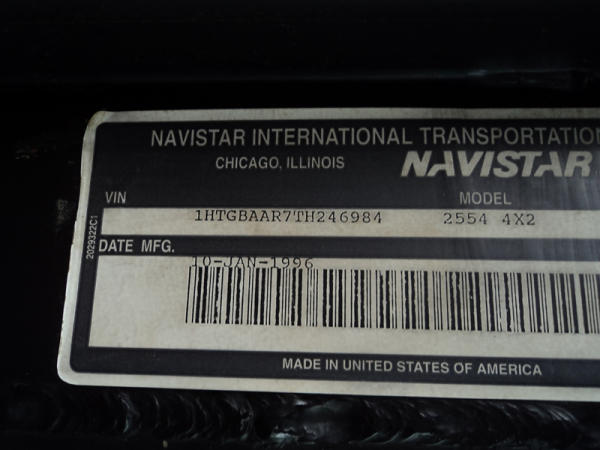 NAVISTAR INTERNATIONAL TRANSPORTATION
CHICAGO, ILLINOIS NAVISTAR
VIN MODEL
1HTGBAAR7TH246984 2554 4X2
DATE MFG.
10-JAN-1996
MADE IN UNITED STATES OF AMERICA
2029322C1